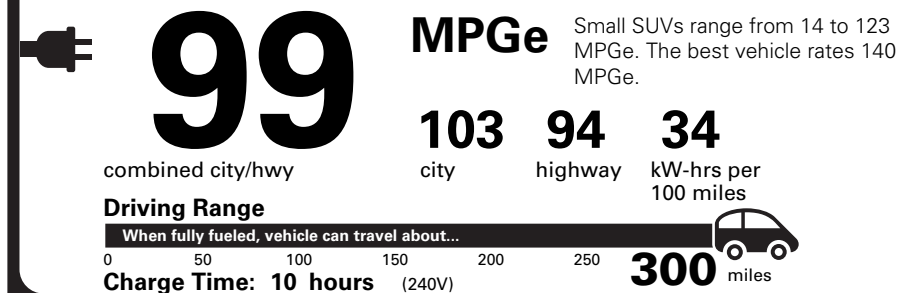 99
MPGe
Small SUVs range from 14 to 123
MPGe. The best vehicle rates 140
MPGe.
103 94 34
combined city/hwy city highway kW-hrs per
100 miles
Driving Range
When fully fueled, vehicle can travel about...
0 50 100 150 200 250 300 miles
Charge Time: 10 hours (240V)